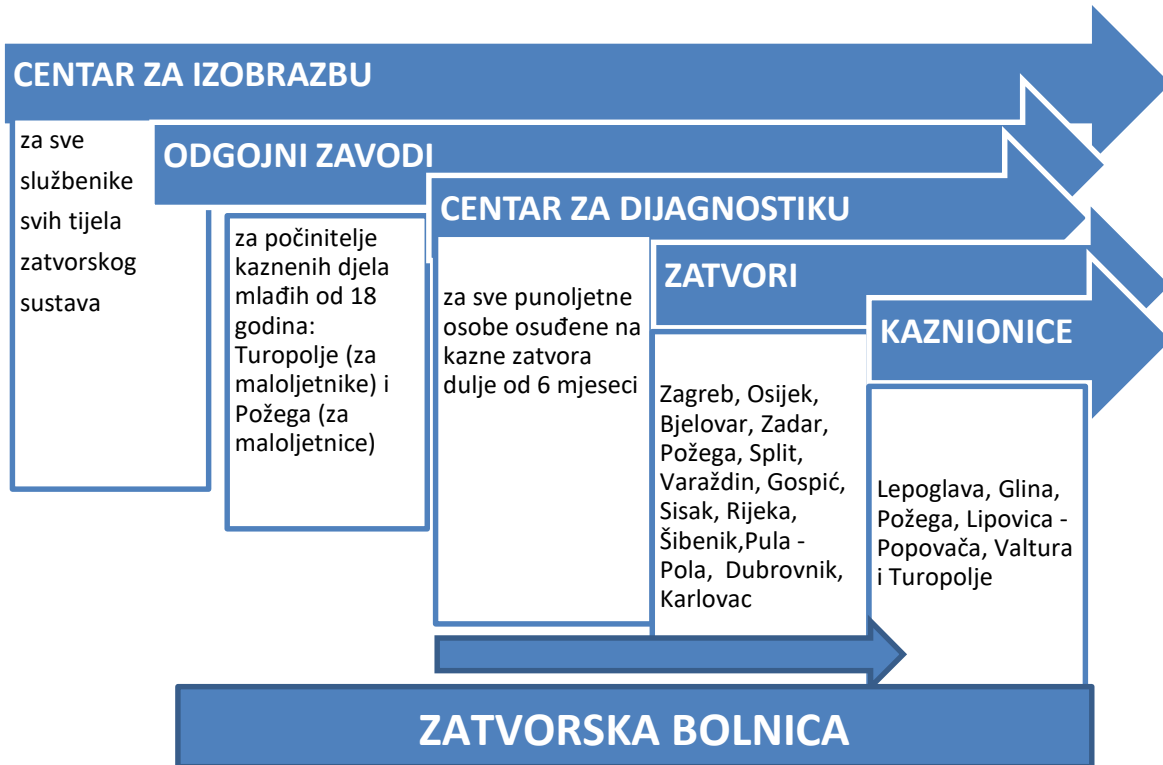 CENTAR ZA IZOBRAZBU
za sve
službenike
svih tijela
zatvorskog
sustava
ODGOJNI ZAVODI
za počinitelje
kaznenih djela
mlađih od 18
godina:
Turopolje (za
maloljetnike) i
Požega (za
maloljetnice)
CENTAR ZA DIJAGNOSTIKU
za sve punoljetne
osobe osuđene na
kazne zatvora
dulje od 6 mjeseci
ZATVORI
Zagreb, Osijek,
Bjelovar, Zadar,
Požega, Split,
Varaždin, Gospić,
Sisak, Rijeka,
Šibenik,Pula -
Pola, Dubrovnik,
Karlovac
KAZNIONICE
Lepoglava, Glina,
Požega, Lipovica -
Popovača, Valtura
i Turopolje
ZATVORSKA BOLNICA